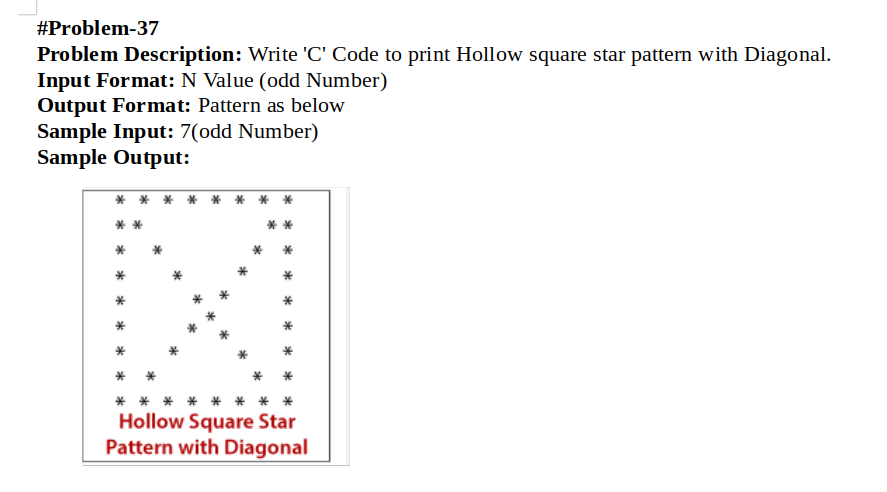 #Problem-37
Problem Description: Write 'C' Code to print Hollow square star pattern with Diagonal.
Input Format: N Value (odd Number)
Output Format: Pattern as below
Sample Input: 7(odd Number)
Sample Output:
* * * * * * * *
* * * *
* * * *
* * * *
* * * *
* * * *
* * * *
* * * *
* * * * * * * *
Hollow Square Star
Pattern with Diagonal